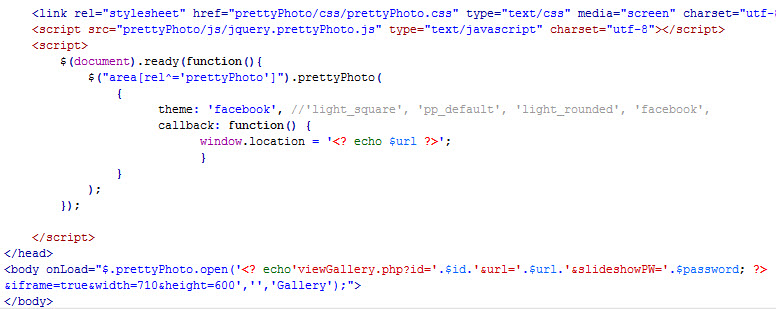 <link rel="stylesheet" href="prettyPhoto/css/prettyPhoto.css" type="text/css" media="screen" charset="utf-
<script src="prettyPhoto/js/jquery.prettyPhoto.js" type="text/javascript" charset="utf-8"></script>
<script>
$(document).ready(function(){
$("area[rel^='prettyPhoto']").prettyPhoto(
{
theme: 'facebook', //'light_square', 'pp_default', 'light_rounded', 'facebook',
callback: function() {
window.location = '<? echo $url ?>';
}
}
);
});
</script>
</head>
<body onLoad="$.prettyPhoto.open('<? echo'viewGallery.php?id='.$id.'&url='.$url.'&slideshowPW='.$password; ?>
&iframe=true&width=710&height=600','','Gallery');">
</body>